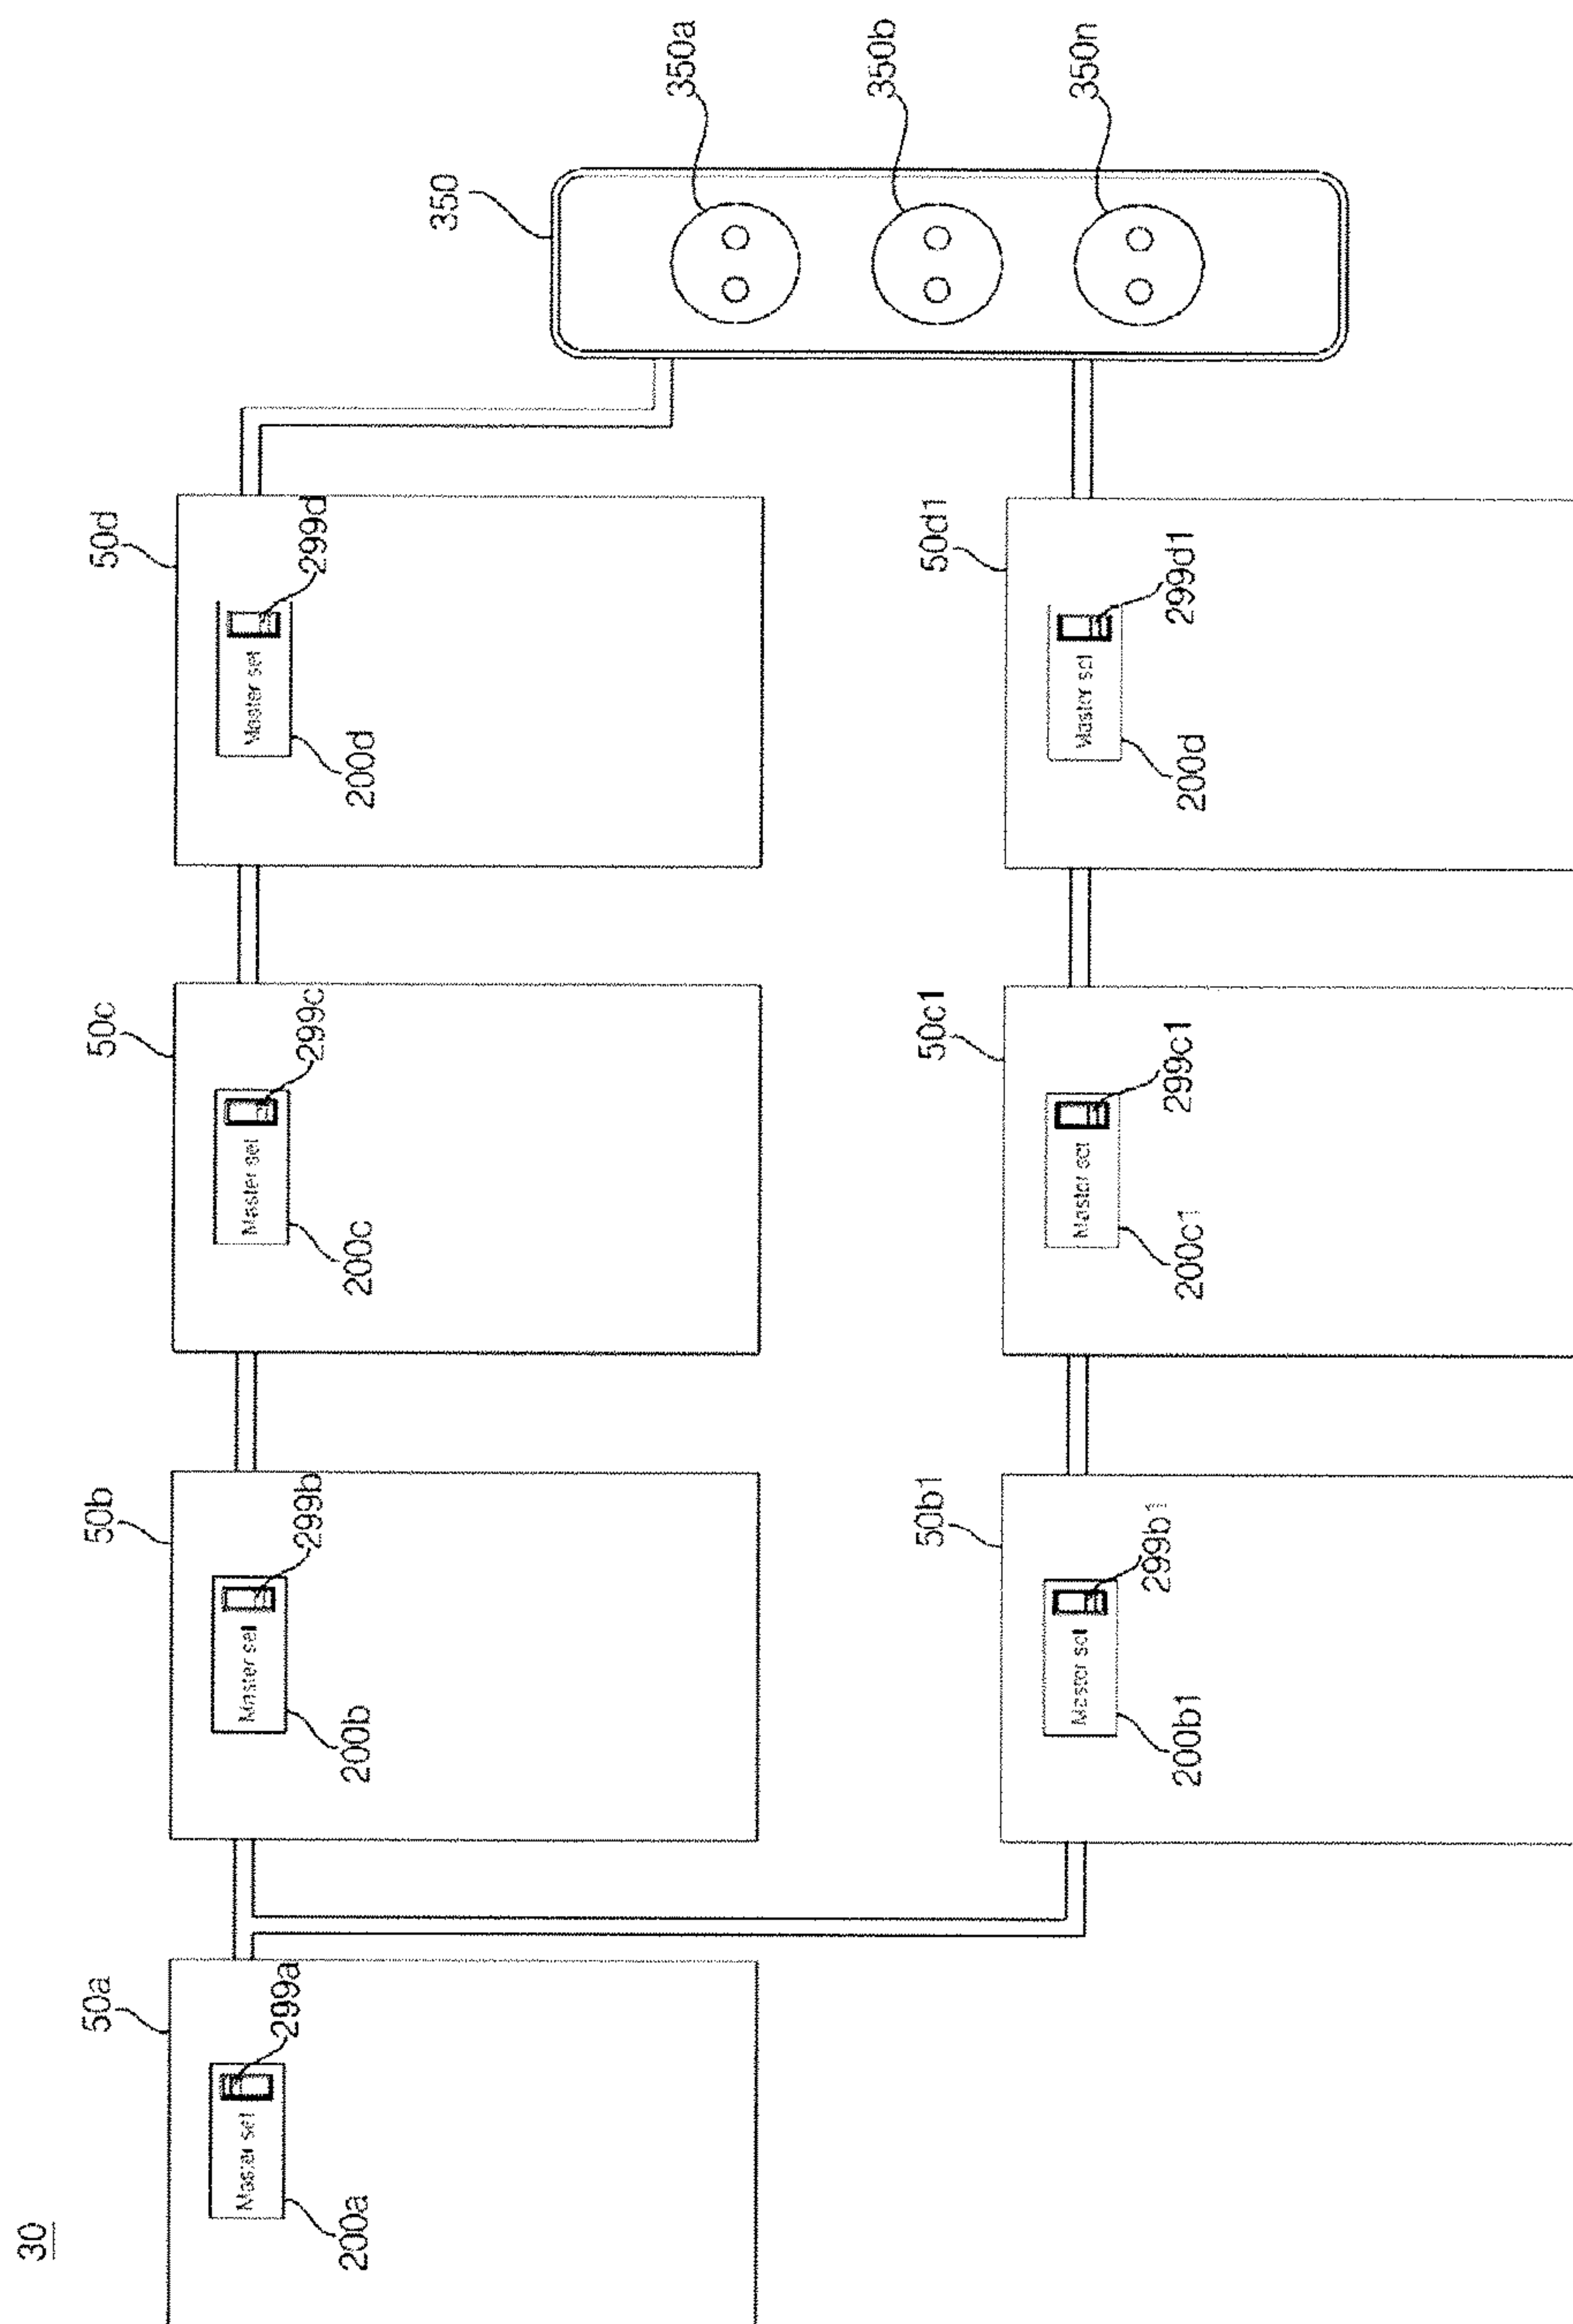 30
50a
50b
50c
50d
Master set
299a
200a
Master set
299b
200b
Master set
299c
200c
Master set
299d
200d
350
350a
350b
350n
50b1
50c1
50d1
Master set
299b1
200b1
Master set
299c1
200c1
Master set
299d1
200d